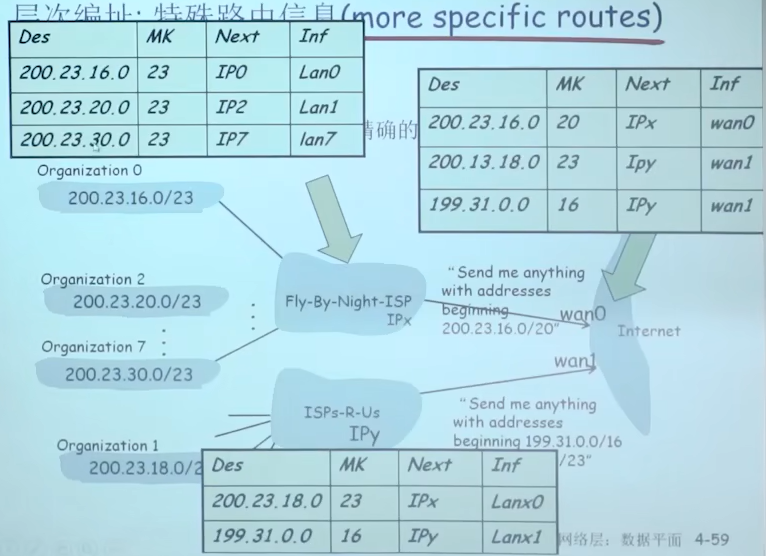 层次编址: 特殊路由信息(more specific routes)
Des MK Next Inf
200.23.16.0 23 IP0 Lan0
200.23.20.0 23 IP2 Lan1
200.23.30.0 23 IP7 lan7
精确的
Des MK Next Inf
200.23.16.0 20 IPx wan0
200.13.18.0 23 Ipy wan1
199.31.0.0 16 IPy wan1
Organization 0
200.23.16.0/23
Organization 2
200.23.20.0/23
Organization 7
200.23.30.0/23
Organization 1
200.23.18.0/2
Fly-By-Night-ISP
IPx
ISPs-R-Us
IPy
"Send me anything
with addresses
beginning
200.23.16.0/20"
wan0
Internet
wan1
"Send me anything
with addresses
beginning 199.31.0.0/16
/23"
Des MK Next Inf
200.23.18.0 23 IPx Lanx0
199.31.0.0 16 IPy Lanx1
网络层: 数据平面 4-59